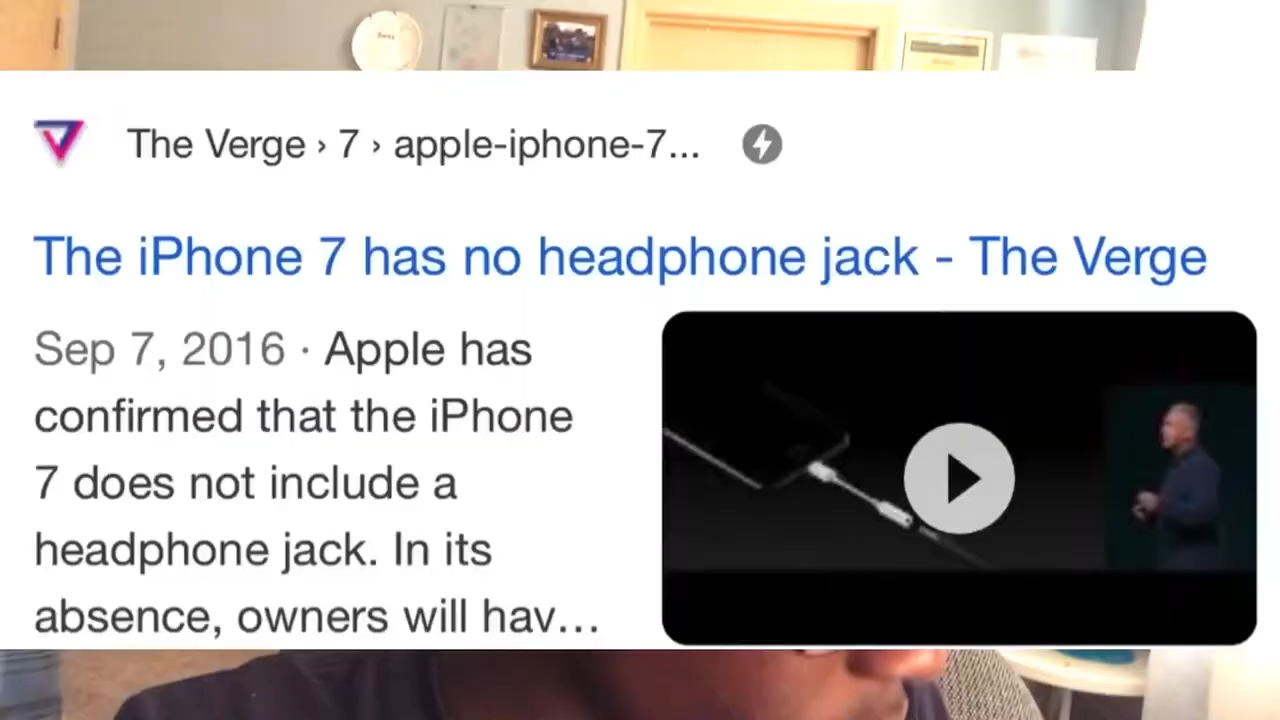 The Verge › 7 › apple-iphone-7...
The iPhone 7 has no headphone jack - The Verge
Sep 7, 2016 · Apple has
confirmed that the iPhone
7 does not include a
headphone jack. In its
absence, owners will hav...